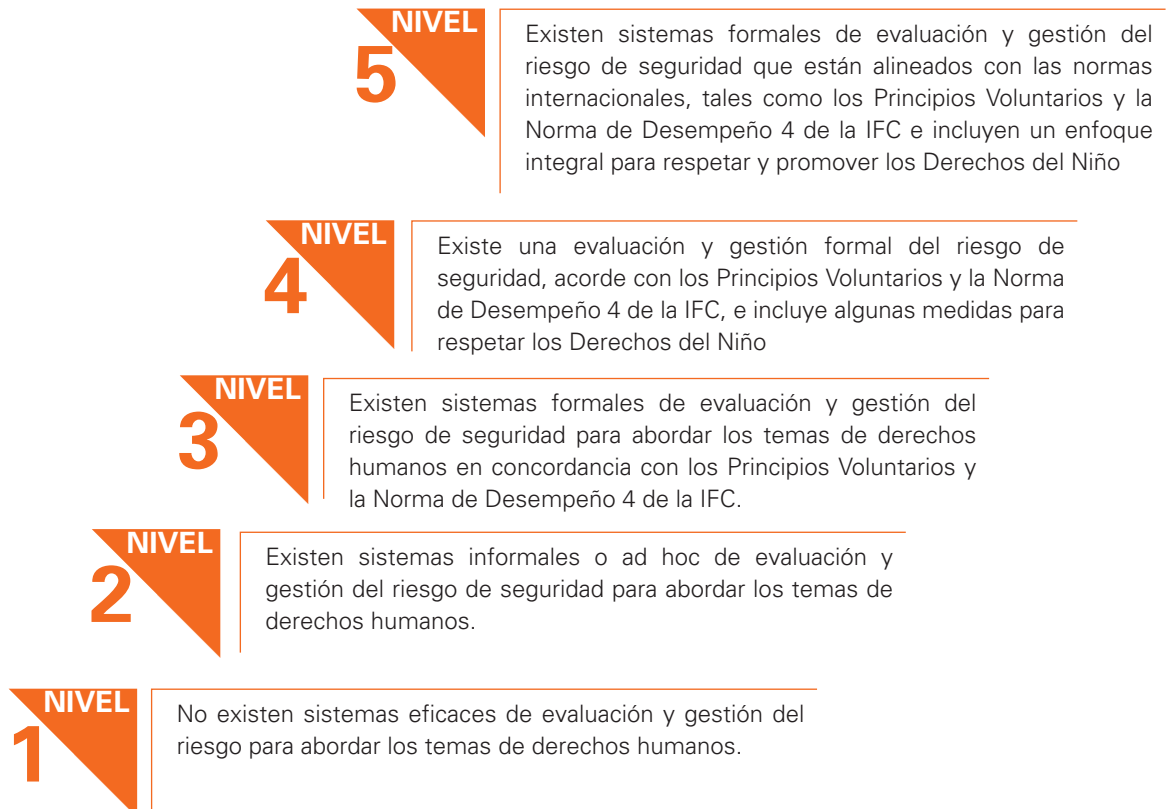 NIVEL
5
Existen sistemas formales de evaluación y gestión del
riesgo de seguridad que están alineados con las normas
internacionales, tales como los Principios Voluntarios y la
Norma de Desempeño 4 de la IFC e incluyen un enfoque
integral para respetar y promover los Derechos del Niño
NIVEL
4
Existe una evaluación y gestión formal del riesgo de
seguridad, acorde con los Principios Voluntarios y la Norma
de Desempeño 4 de la IFC, e incluye algunas medidas para
respetar los Derechos del Niño
NIVEL
3
Existen sistemas formales de evaluación y gestión del
riesgo de seguridad para abordar los temas de derechos
humanos en concordancia con los Principios Voluntarios y
la Norma de Desempeño 4 de la IFC.
NIVEL
2
Existen sistemas informales o ad hoc de evaluación y
gestión del riesgo de seguridad para abordar los temas de
derechos humanos.
NIVEL
1
No existen sistemas eficaces de evaluación y gestión del
riesgo para abordar los temas de derechos humanos.